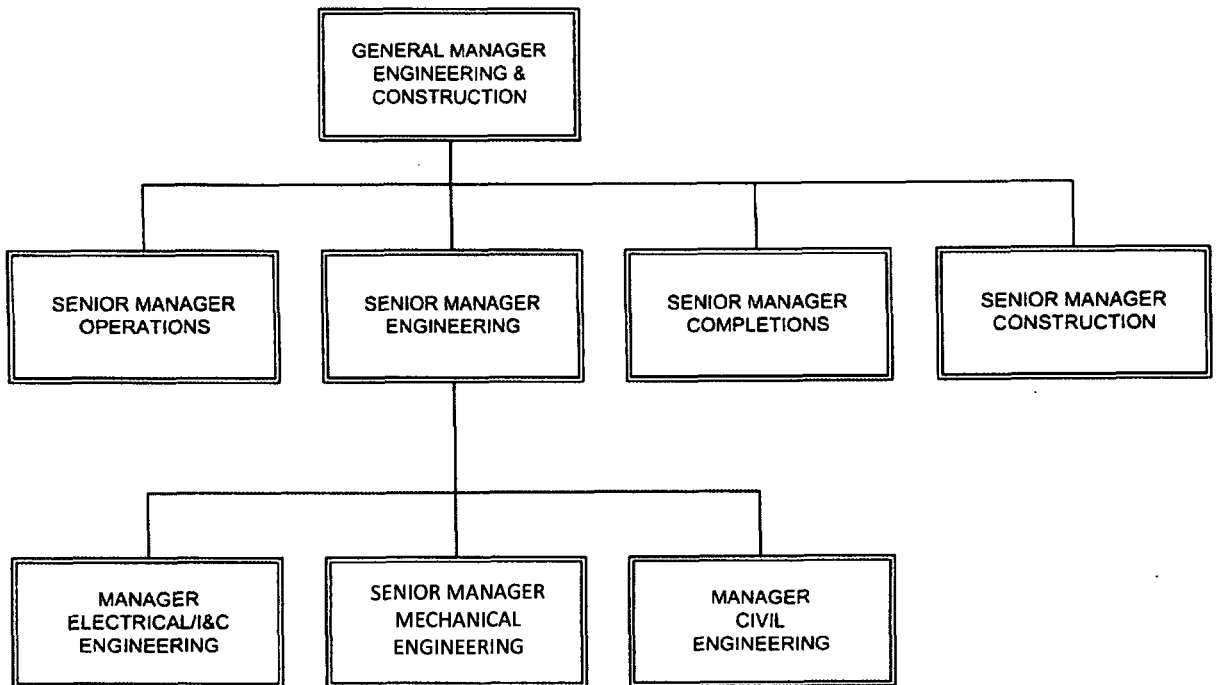 GENERAL MANAGER
ENGINEERING &
CONSTRUCTION
SENIOR MANAGER
OPERATIONS
SENIOR MANAGER
ENGINEERING
SENIOR MANAGER
COMPLETIONS
SENIOR MANAGER
CONSTRUCTION
MANAGER
ELECTRICAL/I&C
ENGINEERING
SENIOR MANAGER
MECHANICAL
ENGINEERING
MANAGER
CIVIL
ENGINEERING